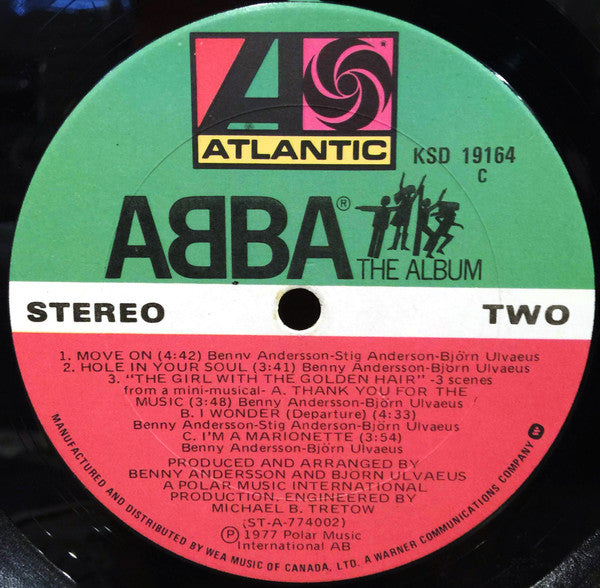 ATLANTIC
KSD 19164
C
ABBA®
THE ALBUM
STEREO
TWO
1. MOVE ON (4:42) Benny Andersson-Stig Anderson-Björn Ulvaeus
2. HOLE IN YOUR SOUL (3:41) Benny Andersson-Björn Ulvaeus
3. "THE GIRL WITH THE GOLDEN HAIR" -3 scenes
from a mini-musical- A. THANK YOU FOR THE
MUSIC (3:48) Benny Andersson-Björn Ulvaeus
B. I WONDER (Departure) (4:33)
Benny Andersson-Stig Andersson-Björn Ulvaeus
C. I'M A MARIONETTE (3:54)
Benny Andersson-Björn Ulvaeus
PRODUCED AND ARRANGED BY
BENNY ANDERSSON AND BJÖRN ULVAEUS
A POLAR MUSIC INTERNATIONAL
PRODUCTION, ENGINEERED BY
MICHAEL B. TRETOW
(ST-A-774002)
Ⓟ 1977 Polar Music
International AB
MANUFACTURED AND DISTRIBUTED BY WEA MUSIC OF CANADA, LTD. A WARNER COMMUNICATIONS COMPANY